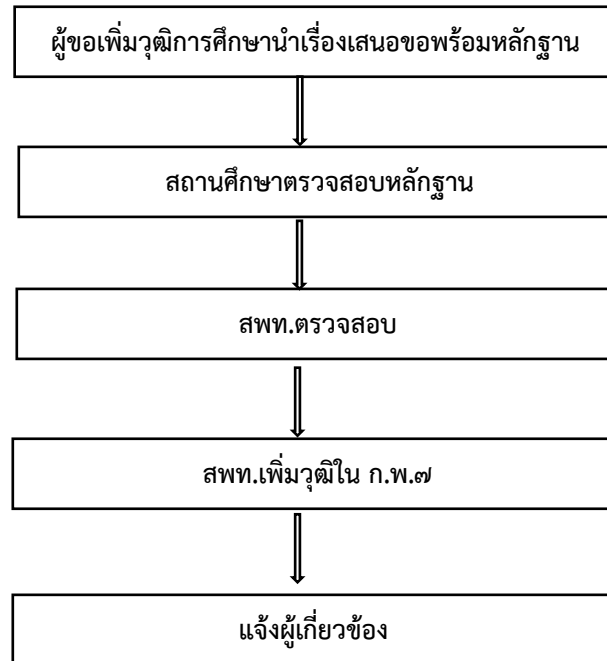 ผู้ขอเพิ่มวุฒิการศึกษานำเรื่องเสนอขอพร้อมหลักฐาน
สถานศึกษาตรวจสอบหลักฐาน
สพท.ตรวจสอบ
สพท.เพิ่มวุฒิใน ก.พ.๗
แจ้งผู้เกี่ยวข้อง